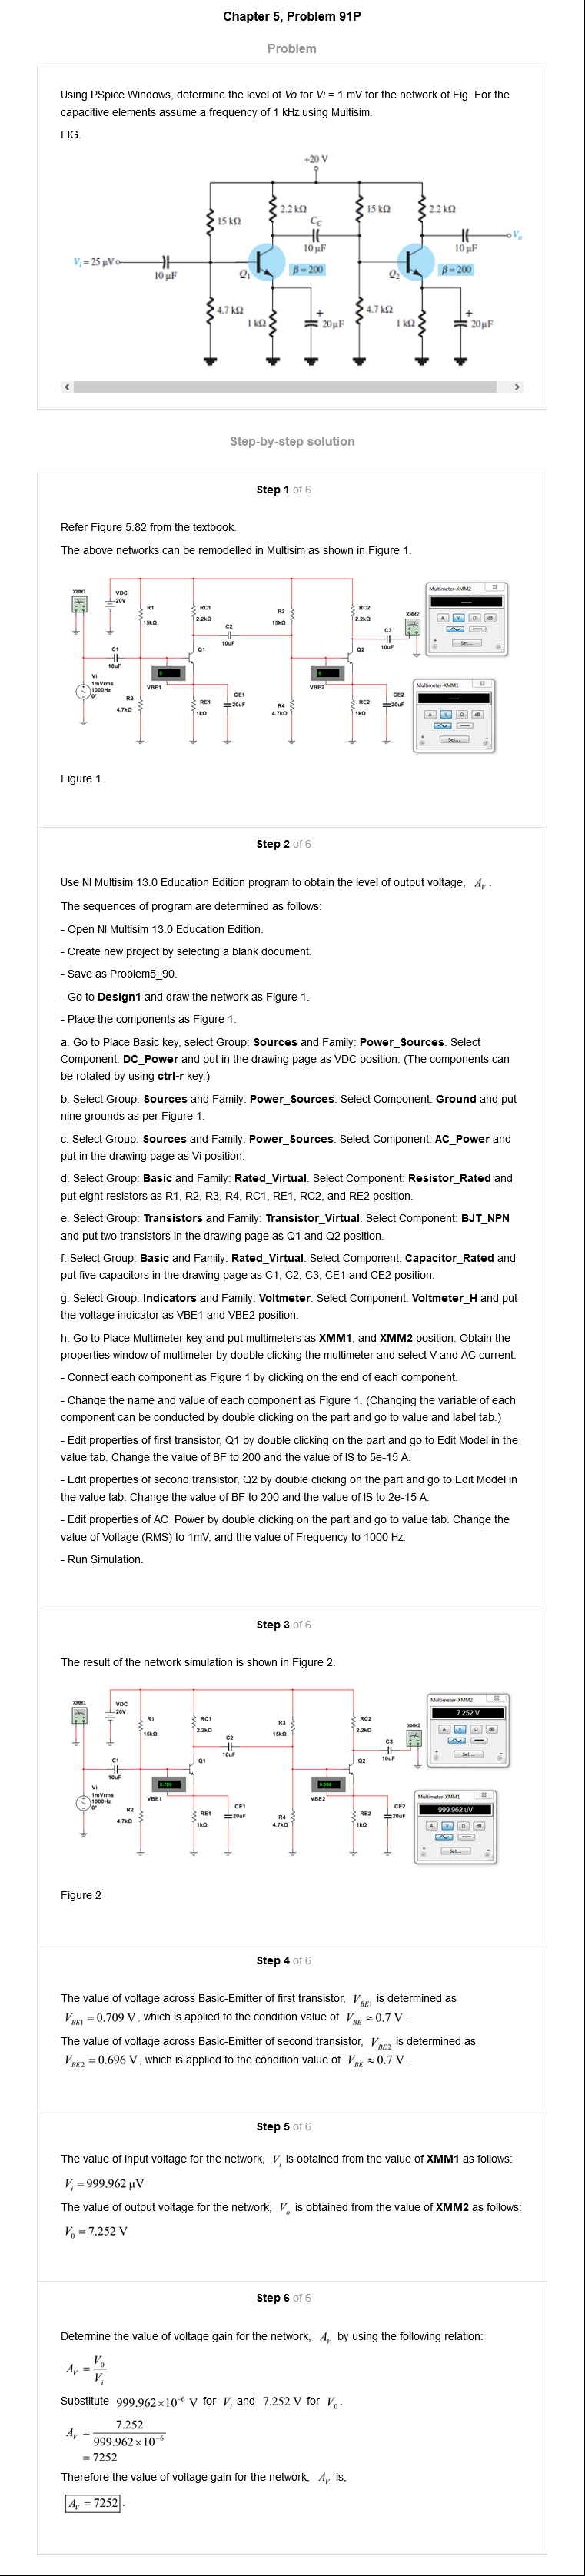 Chapter 5, Problem 91P
Problem
Using PSpice Windows, determine the level of Vo for Vi = 1 mV for the network of Fig. For the
capacitive elements assume a frequency of 1 kHz using Multisim.
FIG.
+20 V
15 kΩ
2.2 kΩ
C_C
10 μF
15 kΩ
2.2 kΩ
V_o
10 μF
V_i = 25 μV
10 μF
Q_1
β = 200
Q_2
β = 200
4.7 kΩ
1 kΩ
+
20 μF
4.7 kΩ
1 kΩ
+
20 μF
Step-by-step solution
Step 1 of 6
Refer Figure 5.82 from the textbook.
The above networks can be remodelled in Multisim as shown in Figure 1.
XMM1
VDC
20V
R1
15kΩ
RC1
2.2kΩ
C2
10uF
R3
15kΩ
RC2
2.2kΩ
C3
10uF
XMM2
Multimeter-XMM2
A V Ω dB
Set...
C1
10uF
Q1
Q2
Vi
1mVrms
1000Hz
0°
VBE1
VBE2
R2
4.7kΩ
RE1
1kΩ
CE1
20uF
R4
4.7kΩ
RE2
1kΩ
CE2
20uF
Multimeter-XMM1
A V Ω dB
Set...
Figure 1
Step 2 of 6
Use NI Multisim 13.0 Education Edition program to obtain the level of output voltage, A_V .
The sequences of program are determined as follows:
- Open NI Multisim 13.0 Education Edition.
- Create new project by selecting a blank document.
- Save as Problem5_90.
- Go to Design1 and draw the network as Figure 1.
- Place the components as Figure 1.
a. Go to Place Basic key, select Group: Sources and Family: Power_Sources. Select
Component: DC_Power and put in the drawing page as VDC position. (The components can
be rotated by using ctrl-r key.)
b. Select Group: Sources and Family: Power_Sources. Select Component: Ground and put
nine grounds as per Figure 1.
c. Select Group: Sources and Family: Power_Sources. Select Component: AC_Power and
put in the drawing page as Vi position.
d. Select Group: Basic and Family: Rated_Virtual. Select Component: Resistor_Rated and
put eight resistors as R1, R2, R3, R4, RC1, RE1, RC2, and RE2 position.
e. Select Group: Transistors and Family: Transistor_Virtual. Select Component: BJT_NPN
and put two transistors in the drawing page as Q1 and Q2 position.
f. Select Group: Basic and Family: Rated_Virtual. Select Component: Capacitor_Rated and
put five capacitors in the drawing page as C1, C2, C3, CE1 and CE2 position.
g. Select Group: Indicators and Family: Voltmeter. Select Component: Voltmeter_H and put
the voltage indicator as VBE1 and VBE2 position.
h. Go to Place Multimeter key and put multimeters as XMM1, and XMM2 position. Obtain the
properties window of multimeter by double clicking the multimeter and select V and AC current.
- Connect each component as Figure 1 by clicking on the end of each component.
- Change the name and value of each component as Figure 1. (Changing the variable of each
component can be conducted by double clicking on the part and go to value and label tab.)
- Edit properties of first transistor, Q1 by double clicking on the part and go to Edit Model in the
value tab. Change the value of BF to 200 and the value of IS to 5e-15 A.
- Edit properties of second transistor, Q2 by double clicking on the part and go to Edit Model in
the value tab. Change the value of BF to 200 and the value of IS to 2e-15 A.
- Edit properties of AC_Power by double clicking on the part and go to value tab. Change the
value of Voltage (RMS) to 1mV, and the value of Frequency to 1000 Hz.
- Run Simulation.
Step 3 of 6
The result of the network simulation is shown in Figure 2.
XMM1
VDC
20V
R1
15kΩ
RC1
2.2kΩ
C2
10uF
R3
15kΩ
RC2
2.2kΩ
C3
10uF
XMM2
Multimeter-XMM2
7.252 V
A V Ω dB
Set...
C1
10uF
Q1
Q2
Vi
1mVrms
1000Hz
0°
0.709
VBE1
0.696
VBE2
R2
4.7kΩ
RE1
1kΩ
CE1
20uF
R4
4.7kΩ
RE2
1kΩ
CE2
20uF
Multimeter-XMM1
999.962 uV
A V Ω dB
Set...
Figure 2
Step 4 of 6
The value of voltage across Basic-Emitter of first transistor, V_BE1 is determined as
V_BE1 = 0.709 V , which is applied to the condition value of V_BE ≈ 0.7 V .
The value of voltage across Basic-Emitter of second transistor, V_BE2 is determined as
V_BE2 = 0.696 V , which is applied to the condition value of V_BE ≈ 0.7 V .
Step 5 of 6
The value of input voltage for the network, V_i is obtained from the value of XMM1 as follows:
V_i = 999.962 μV
The value of output voltage for the network, V_o is obtained from the value of XMM2 as follows:
V_0 = 7.252 V
Step 6 of 6
Determine the value of voltage gain for the network, A_V by using the following relation:
A_V = V_0 / V_i
Substitute 999.962×10^-6 V for V_i and 7.252 V for V_0 .
A_V = 7.252 / 999.962×10^-6
= 7252
Therefore the value of voltage gain for the network, A_V is,
A_V = 7252 .